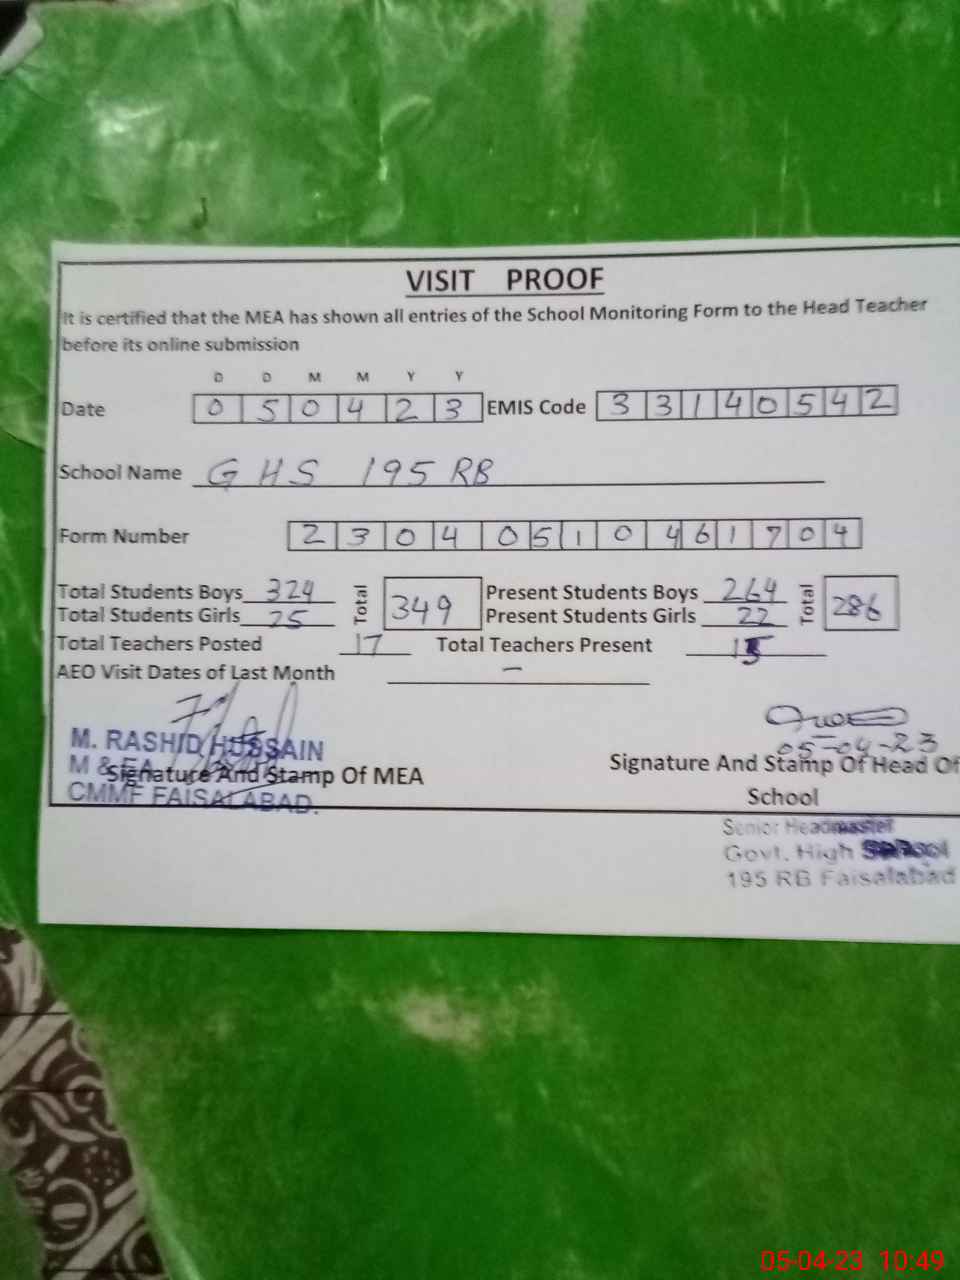 VISIT PROOF
It is certified that the MEA has shown all entries of the School Monitoring Form to the Head Teacher
before its online submission
D D M M Y Y
Date 0 5 0 4 2 3 EMIS Code 3 3 1 4 0 5 4 2
School Name GHS 195 RB
Form Number 2 3 0 4 0 5 1 0 4 6 1 7 0 4
Total Students Boys 324 Total 349 Present Students Boys 264 Total 286
Total Students Girls 25 Present Students Girls 22
Total Teachers Posted 17 Total Teachers Present 15
AEO Visit Dates of Last Month –
M. RASHID HUSSAIN
05-04-23
M & EA
Signature And Stamp Of MEA Signature And Stamp Of Head Of
School
CMMF FAISALABAD.
Senior Headmaster
Govt. High School
195 RB Faisalabad
05-04-23 10:49